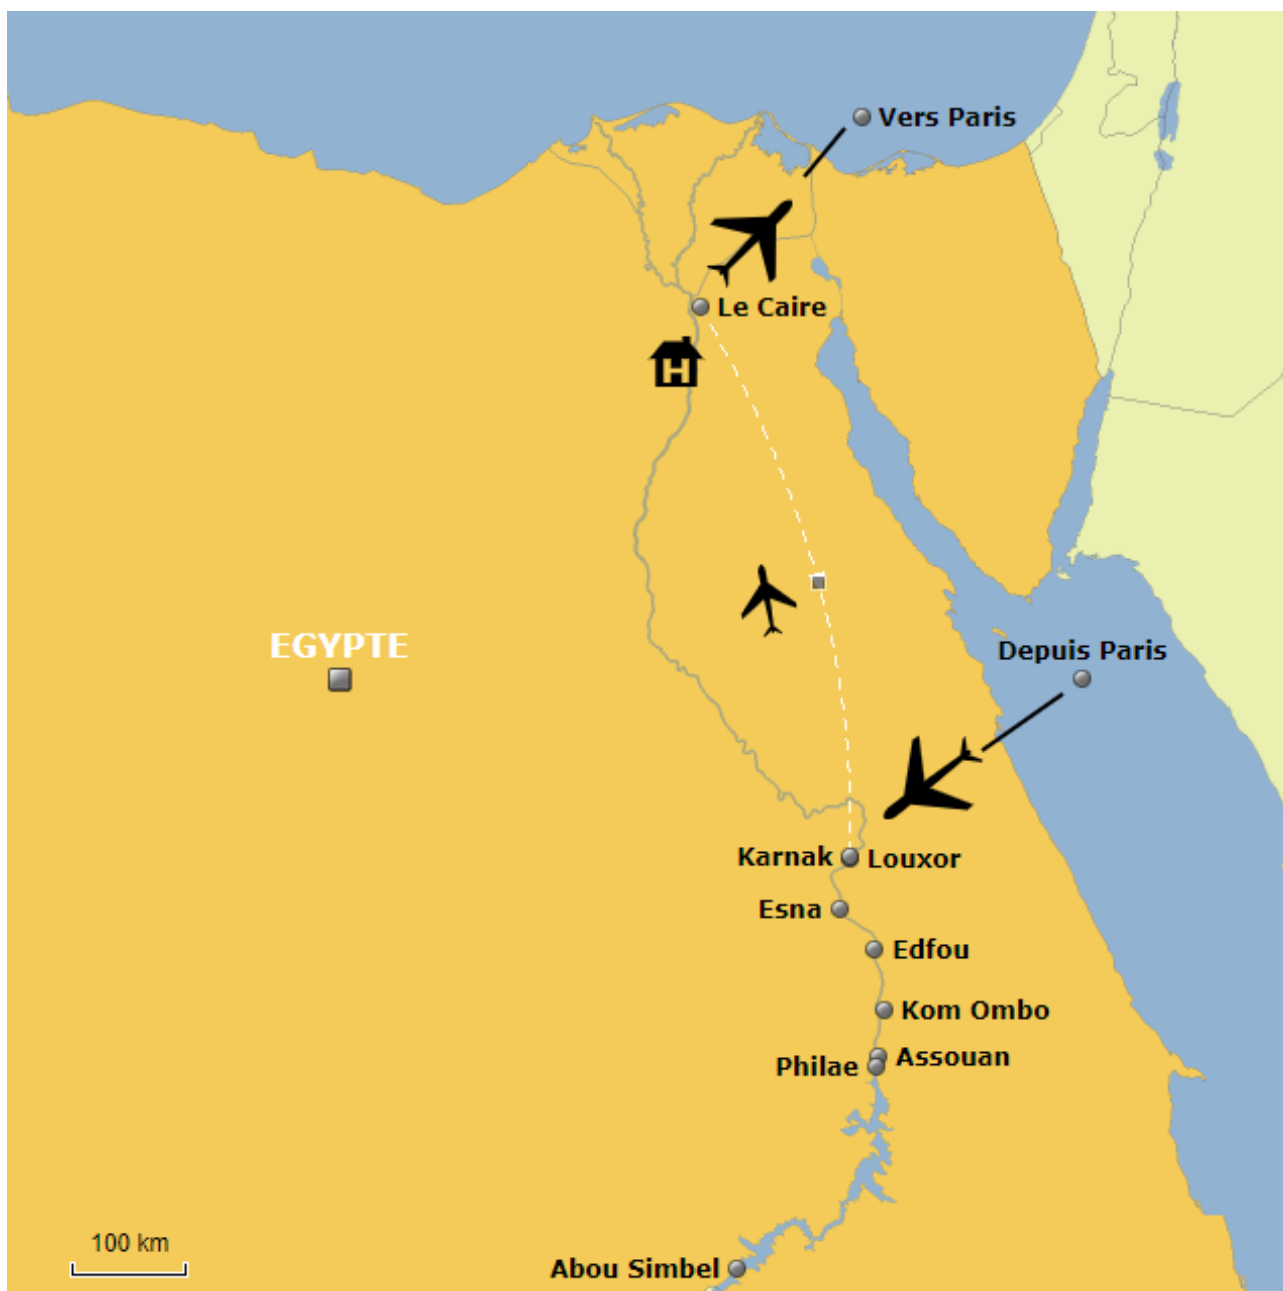 Vers Paris
Le Caire
H
EGYPTE
Depuis Paris
Karnak Louxor
Esna
Edfou
Kom Ombo
Assouan
Philae
100 km
Abou Simbel